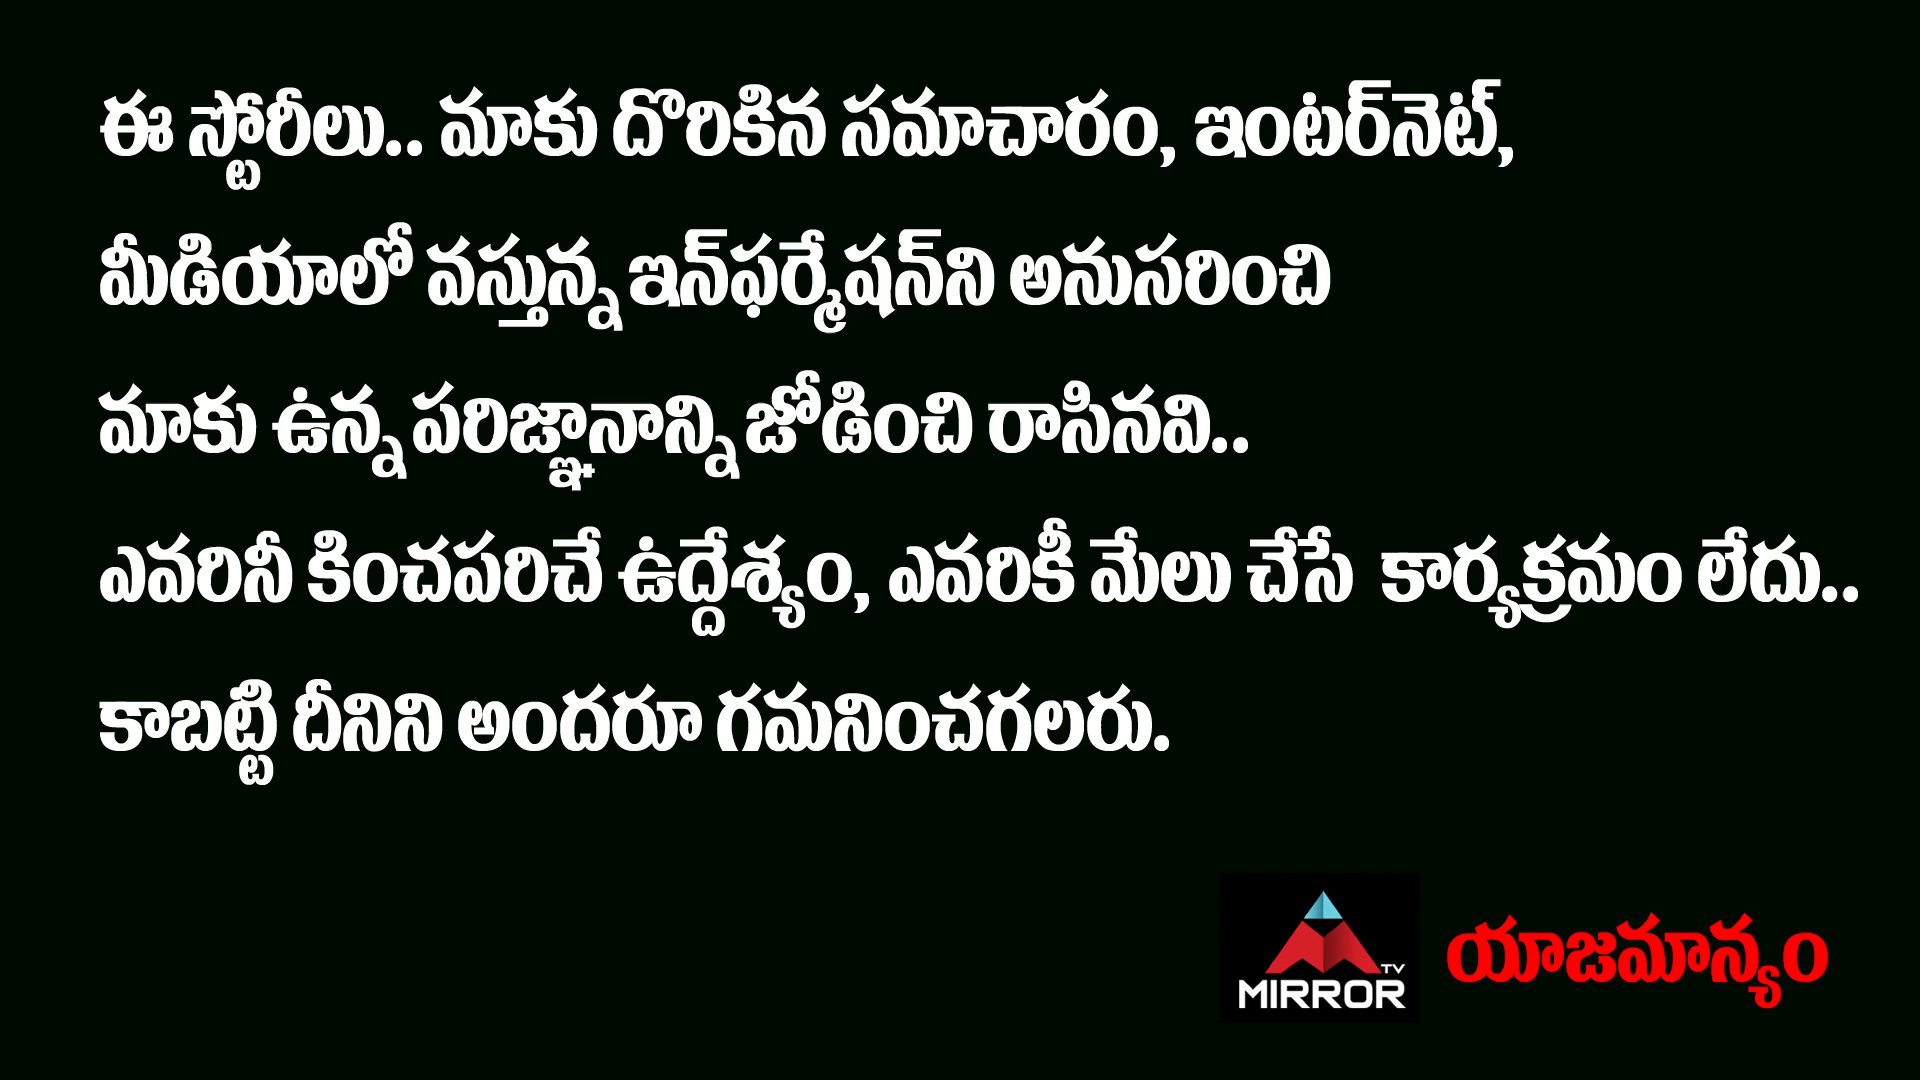 ఈ స్టోరీలు.. మాకు దొరికిన సమాచారం, ఇంటర్‌నెట్,
మీడియాలో వస్తున్న ఇన్‌ఫర్మేషన్‌ని అనుసరించి
మాకు ఉన్న పరిజ్ఞానాన్ని జోడించి రాసినవి..
ఎవరినీ కించపరిచే ఉద్దేశ్యం, ఎవరికీ మేలు చేసే కార్యక్రమం లేదు..
కాబట్టి దీనిని అందరూ గమనించగలరు.
TV
MIRROR
యాజమాన్యం